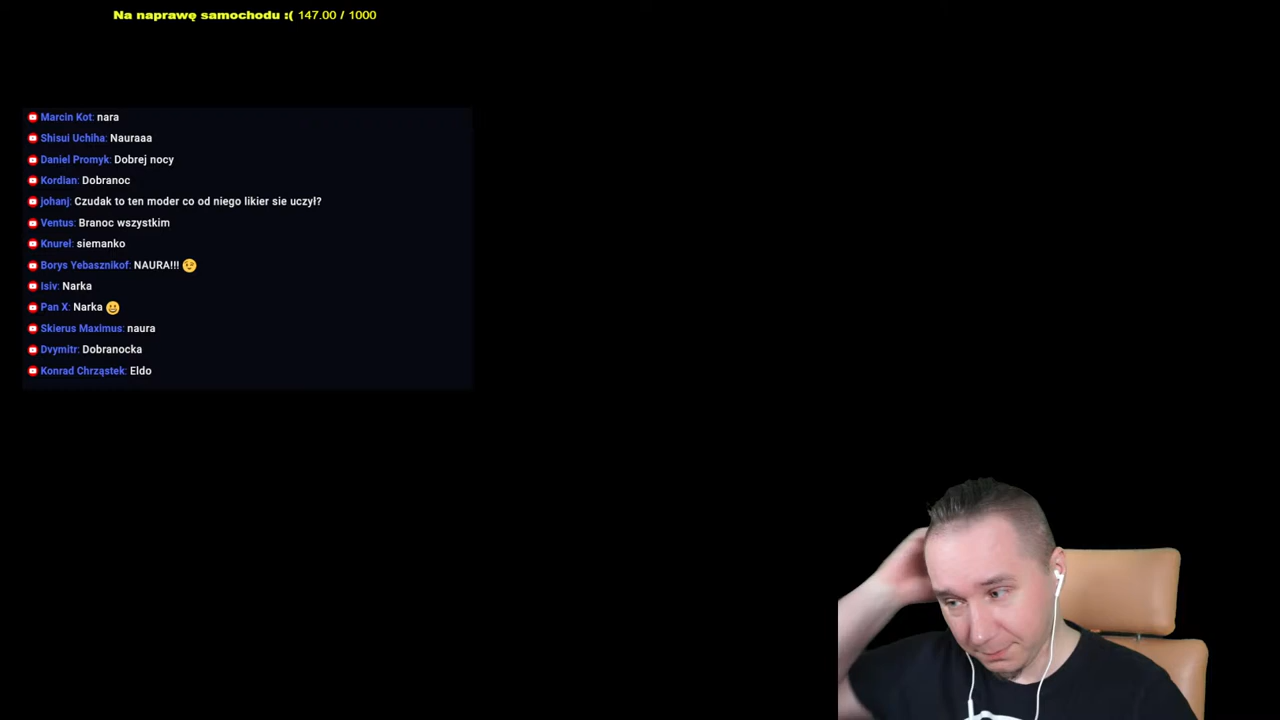 Na naprawę samochodu :( 147.00 / 1000
Marcin Kot: nara
Shisui Uchiha: Nauraaa
Daniel Promyk: Dobrej nocy
Kordian: Dobranoc
johanj: Czudak to ten moder co od niego likier sie uczył?
Ventus: Branoc wszystkim
Knurel: siemanko
Borys Yebasznikof: NAURA!!! 😉
Isiv: Narka
Pan X: Narka 😀
Skierus Maximus: naura
Dvymitr: Dobranocka
Konrad Chrząstek: Eldo